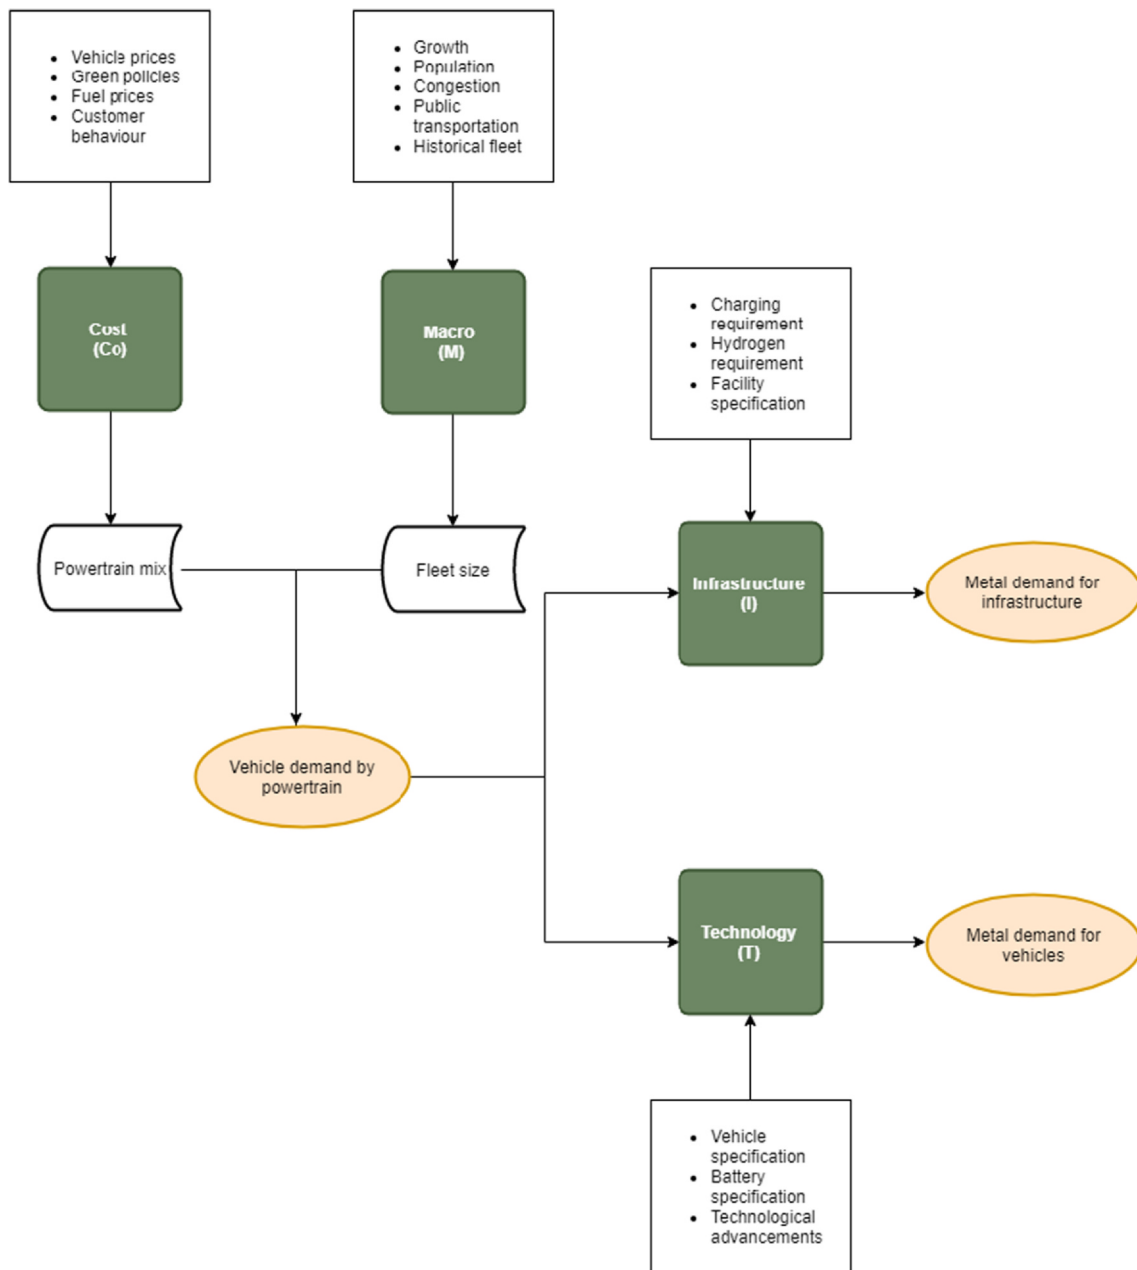 Vehicle prices
Green policies
Fuel prices
Customer
behaviour
Growth
Population
Congestion
Public
transportation
Historical fleet
Cost
(Co)
Macro
(M)
Charging
requirement
Hydrogen
requirement
Facility
specification
Powertrain mix
Fleet size
Infrastructure
(I)
Metal demand for
infrastructure
Vehicle demand by
powertrain
Technology
(T)
Metal demand for
vehicles
Vehicle
specification
Battery
specification
Technological
advancements